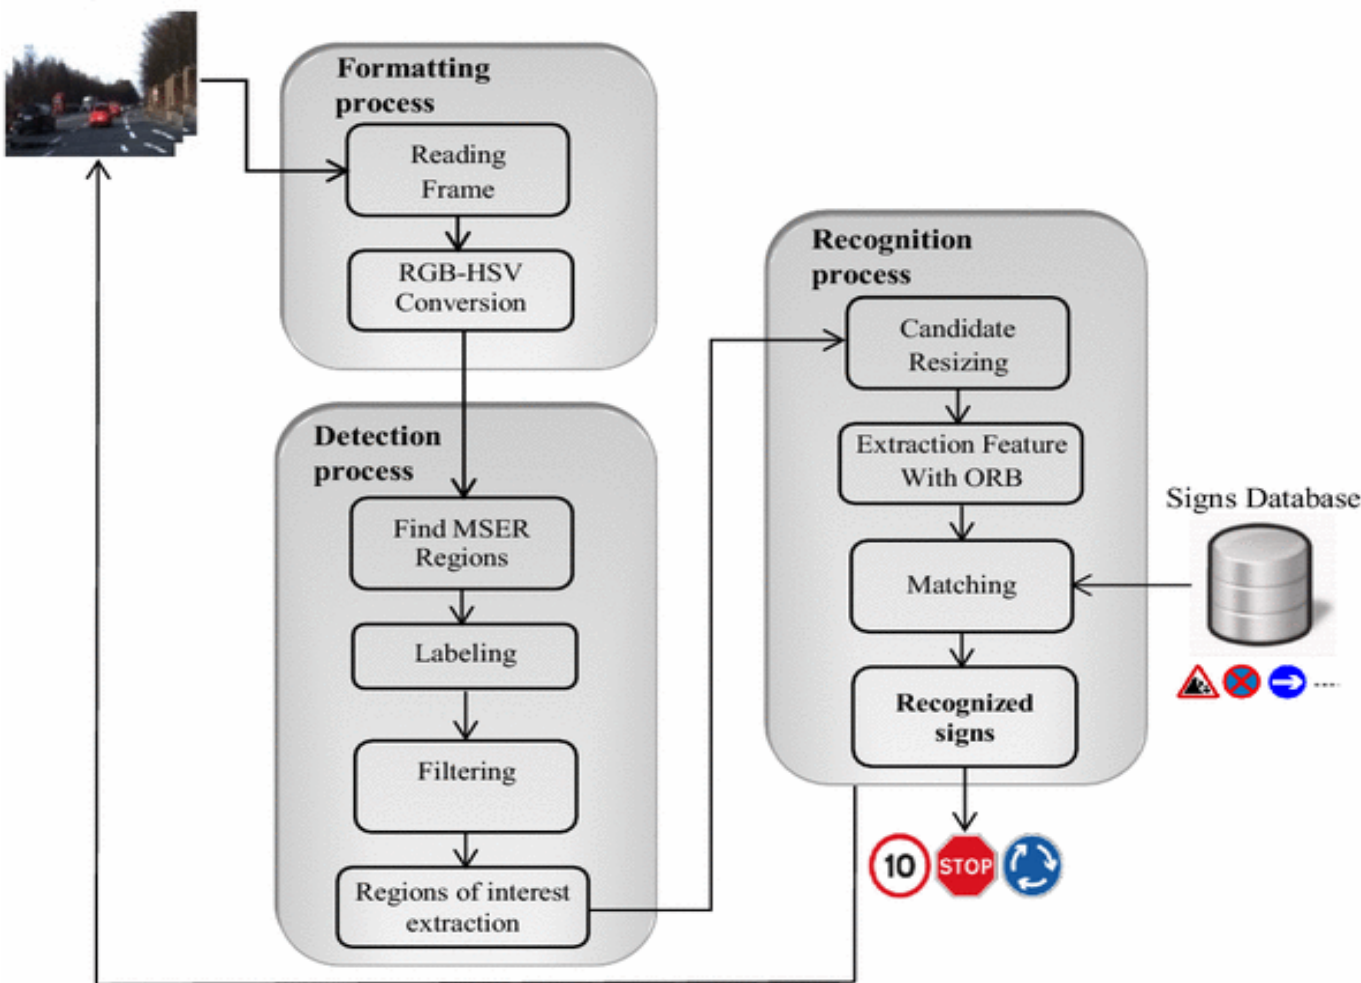 Formatting
process
Reading
Frame
RGB-HSV
Conversion
Detection
process
Find MSER
Regions
Labeling
Filtering
Regions of interest
extraction
Recognition
process
Candidate
Resizing
Extraction Feature
With ORB
Matching
Recognized
signs
Signs Database
10
STOP